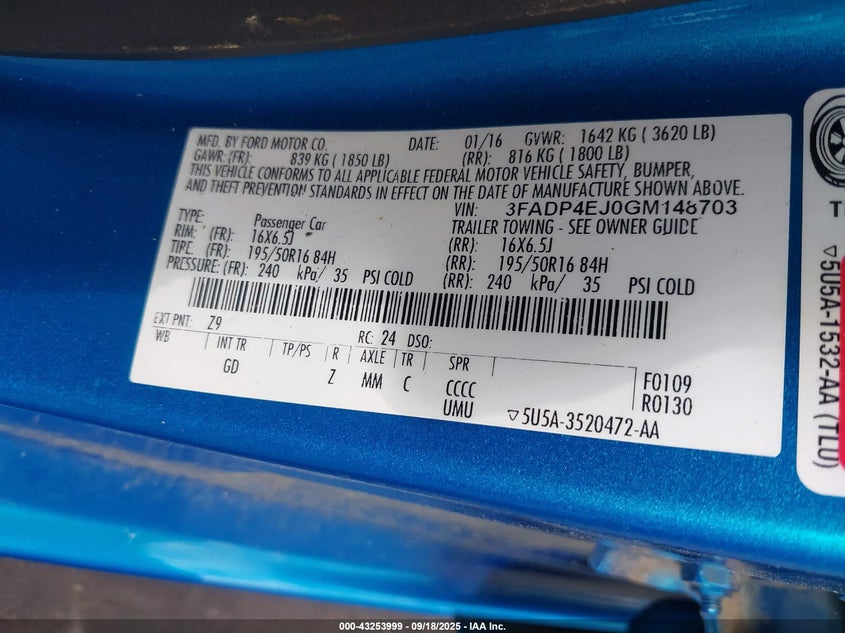 MFD. BY FORD MOTOR CO. DATE: 01/16 GVWR: 1642 KG ( 3620 LB)
GAWR: (FR): 839 KG ( 1850 LB) (RR): 816 KG ( 1800 LB)
THIS VEHICLE CONFORMS TO ALL APPLICABLE FEDERAL MOTOR VEHICLE SAFETY, BUMPER,
AND THEFT PREVENTION STANDARDS IN EFFECT ON THE DATE OF MANUFACTURE SHOWN ABOVE.
VIN: 3FADP4EJ0GM148703
TYPE: Passenger Car TRAILER TOWING - SEE OWNER GUIDE
RIM: (FR): 16X6.5J (RR): 16X6.5J
TIRE: (FR): 195/50R16 84H (RR): 195/50R16 84H
PRESSURE: (FR): 240 kPa/ 35 PSI COLD (RR): 240 kPa/ 35 PSI COLD
EXT PNT: Z9 RC: 24 DSO:
WB INT TR TP/PS R AXLE TR SPR
GD Z MM C CCCC F0109
UMU R0130
▽5U5A-3520472-AA
▽5U5A-1532-AA (TLU)
000-43253999 - 09/18/2025 - IAA Inc.